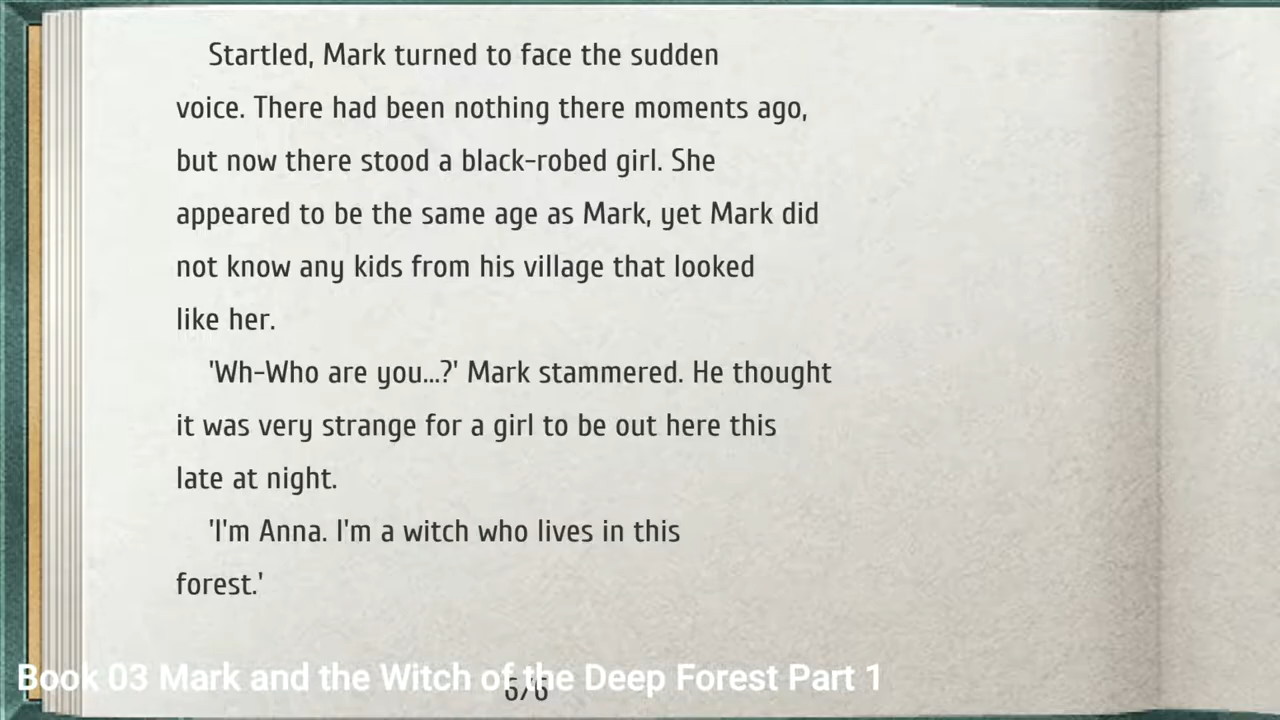 Startled, Mark turned to face the sudden
voice. There had been nothing there moments ago,
but now there stood a black-robed girl. She
appeared to be the same age as Mark, yet Mark did
not know any kids from his village that looked
like her.
'Wh-Who are you...?' Mark stammered. He thought
it was very strange for a girl to be out here this
late at night.
'I'm Anna. I'm a witch who lives in this
forest.'
Book 03 Mark and the Witch of the Deep Forest Part 1
6/6